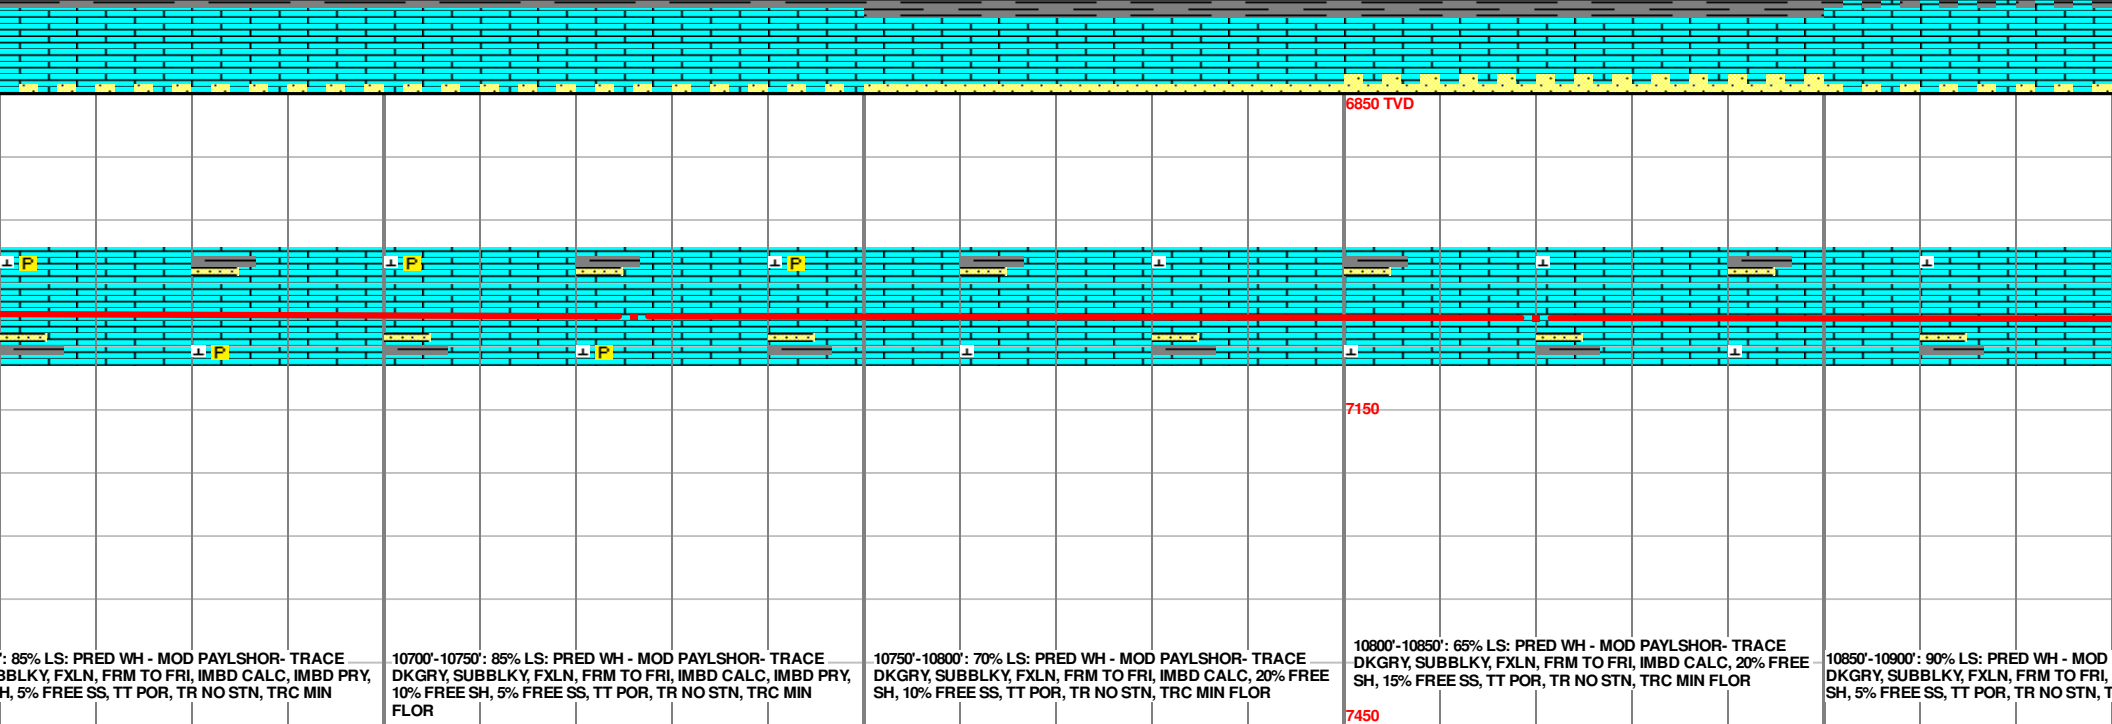 6850 TVD
P
P
P
P
P
7150
': 85% LS: PRED WH - MOD PAYLSHOR- TRACE
BBLKY, FXLN, FRM TO FRI, IMBD CALC, IMBD PRY,
H, 5% FREE SS, TT POR, TR NO STN, TRC MIN
10700'-10750': 85% LS: PRED WH - MOD PAYLSHOR- TRACE
DKGRY, SUBBLKY, FXLN, FRM TO FRI, IMBD CALC, IMBD PRY,
10% FREE SH, 5% FREE SS, TT POR, TR NO STN, TRC MIN
FLOR
10750'-10800': 70% LS: PRED WH - MOD PAYLSHOR- TRACE
DKGRY, SUBBLKY, FXLN, FRM TO FRI, IMBD CALC, 20% FREE
SH, 10% FREE SS, TT POR, TR NO STN, TRC MIN FLOR
10800'-10850': 65% LS: PRED WH - MOD PAYLSHOR- TRACE
DKGRY, SUBBLKY, FXLN, FRM TO FRI, IMBD CALC, 20% FREE
SH, 15% FREE SS, TT POR, TR NO STN, TRC MIN FLOR
10850'-10900': 90% LS: PRED WH - MOD
DKGRY, SUBBLKY, FXLN, FRM TO FRI,
SH, 5% FREE SS, TT POR, TR NO STN, T
7450